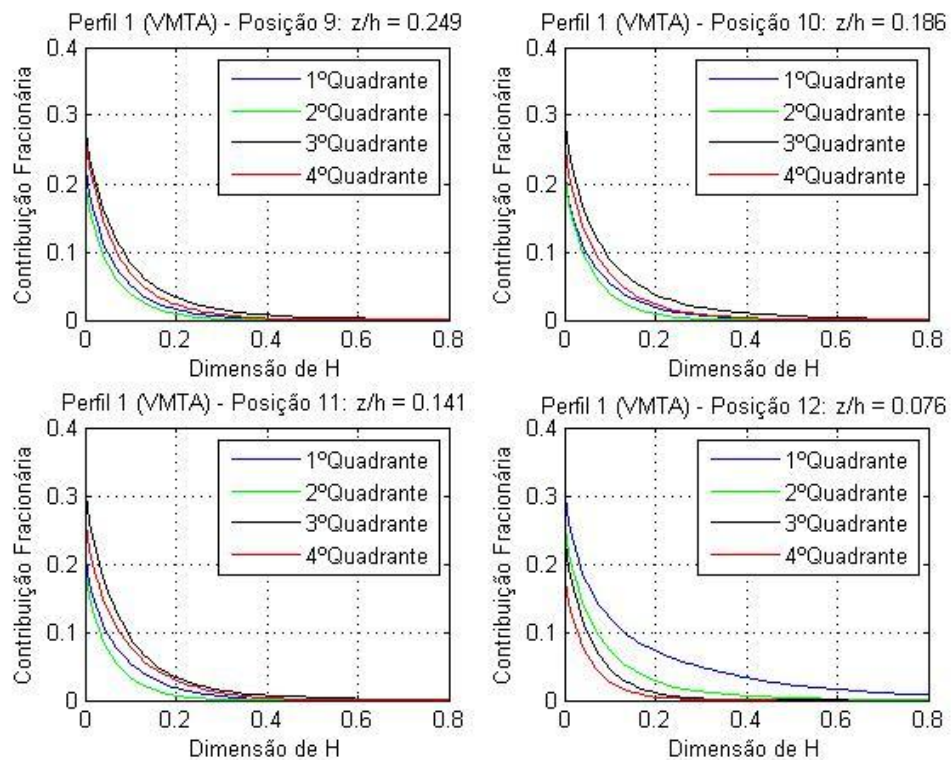 Perfil 1 (VMTA) - Posição 9: z/h = 0.249
0.4
0.3
0.2
0.1
0
Contribuição Fracionária
1ºQuadrante
2ºQuadrante
3ºQuadrante
4ºQuadrante
0 0.2 0.4 0.6 0.8
Dimensão de H
Perfil 1 (VMTA) - Posição 10: z/h = 0.186
0.4
0.3
0.2
0.1
0
Contribuição Fracionária
1ºQuadrante
2ºQuadrante
3ºQuadrante
4ºQuadrante
0 0.2 0.4 0.6 0.8
Dimensão de H
Perfil 1 (VMTA) - Posição 11: z/h = 0.141
0.4
0.3
0.2
0.1
0
Contribuição Fracionária
1ºQuadrante
2ºQuadrante
3ºQuadrante
4ºQuadrante
0 0.2 0.4 0.6 0.8
Dimensão de H
Perfil 1 (VMTA) - Posição 12: z/h = 0.076
0.4
0.3
0.2
0.1
0
Contribuição Fracionária
1ºQuadrante
2ºQuadrante
3ºQuadrante
4ºQuadrante
0 0.2 0.4 0.6 0.8
Dimensão de H